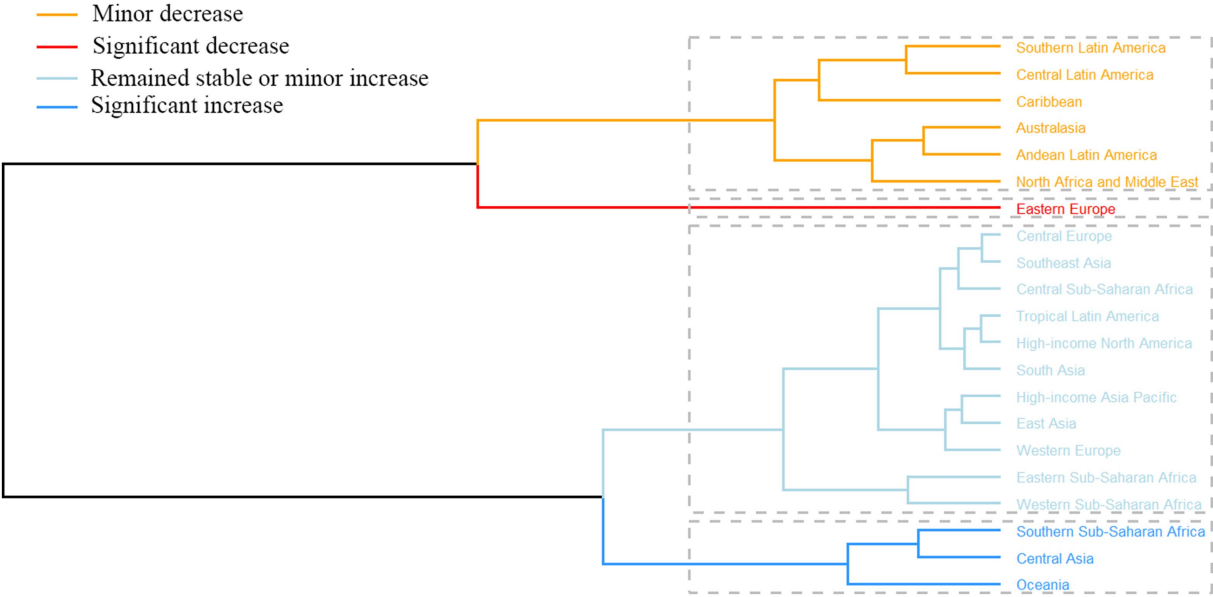 Minor decrease
Significant decrease
Remained stable or minor increase
Significant increase
Southern Latin America
Central Latin America
Caribbean
Australasia
Andean Latin America
North Africa and Middle East
Eastern Europe
Central Europe
Southeast Asia
Central Sub-Saharan Africa
Tropical Latin America
High-income North America
South Asia
High-income Asia Pacific
East Asia
Western Europe
Eastern Sub-Saharan Africa
Western Sub-Saharan Africa
Southern Sub-Saharan Africa
Central Asia
Oceania